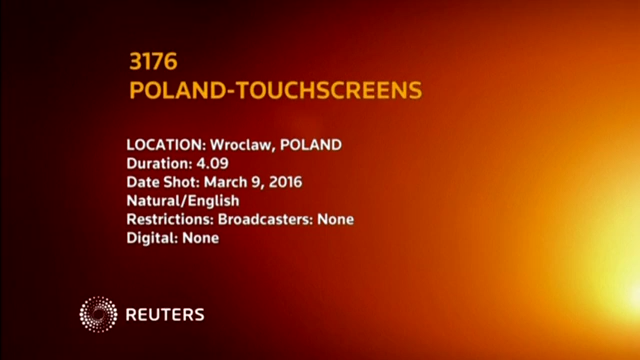 3176
POLAND-TOUCHSCREENS
LOCATION: Wroclaw, POLAND
Duration: 4.09
Date Shot: March 9, 2016
Natural/English
Restrictions: Broadcasters: None
Digital: None
REUTERS